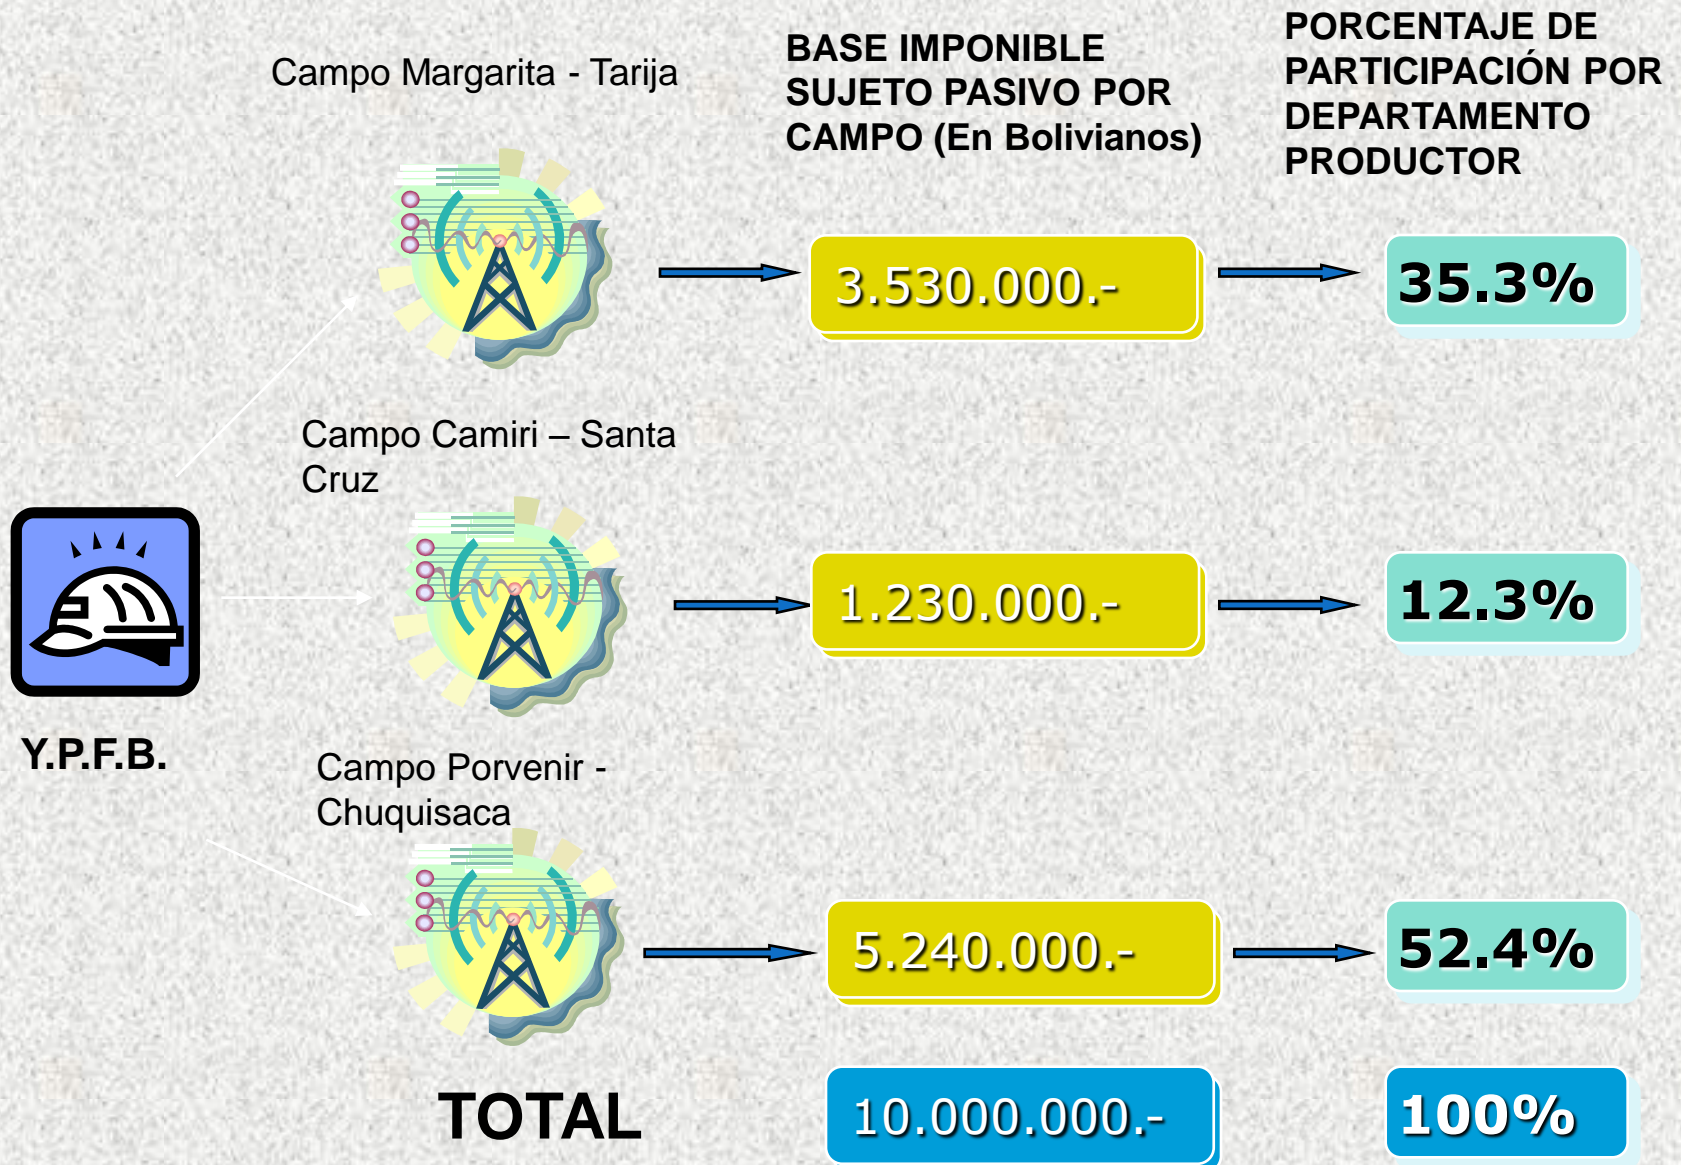 Campo Margarita - Tarija
BASE IMPONIBLE
SUJETO PASIVO POR
CAMPO (En Bolivianos)
PORCENTAJE DE
PARTICIPACIÓN POR
DEPARTAMENTO
PRODUCTOR
3.530.000.-
35.3%
Campo Camiri – Santa
Cruz
1.230.000.-
12.3%
Y.P.F.B.
Campo Porvenir -
Chuquisaca
5.240.000.-
52.4%
TOTAL
10.000.000.-
100%